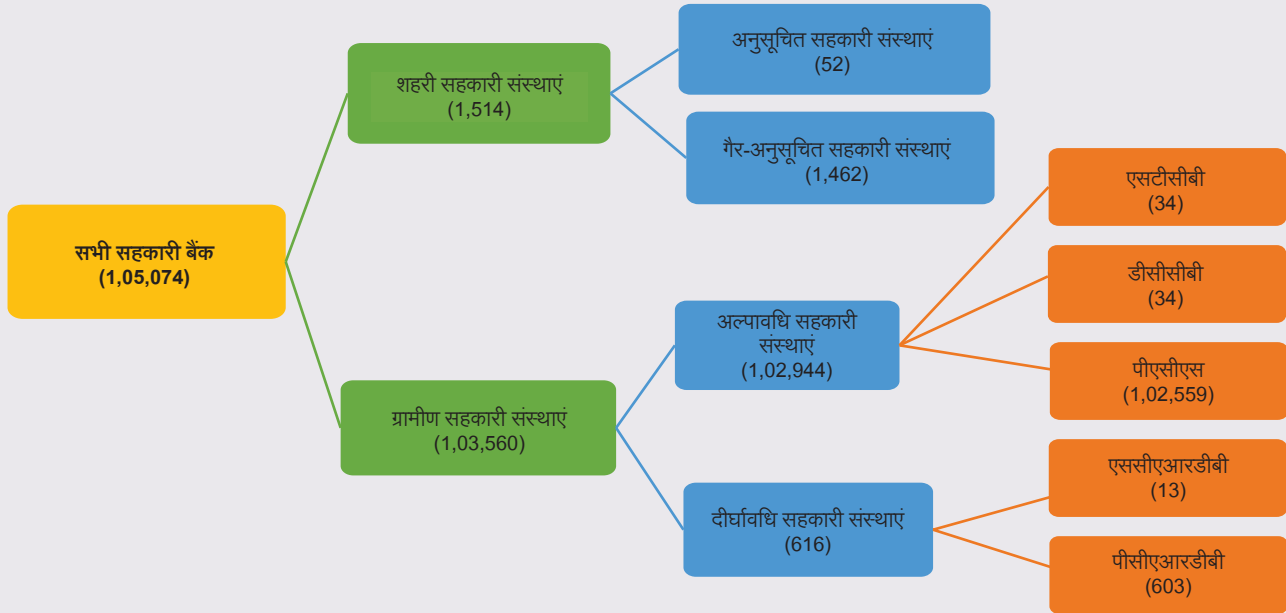 सभी सहकारी बैंक
(1,05,074)
शहरी सहकारी संस्थाएं
(1,514)
अनुसूचित सहकारी संस्थाएं
(52)
गैर-अनुसूचित सहकारी संस्थाएं
(1,462)
ग्रामीण सहकारी संस्थाएं
(1,03,560)
अल्पावधि सहकारी
संस्थाएं
(1,02,944)
एसटीसीबी
(34)
डीसीसीबी
(34)
पीएसीएस
(1,02,559)
दीर्घावधि सहकारी संस्थाएं
(616)
एससीएआरडीबी
(13)
पीसीएआरडीबी
(603)